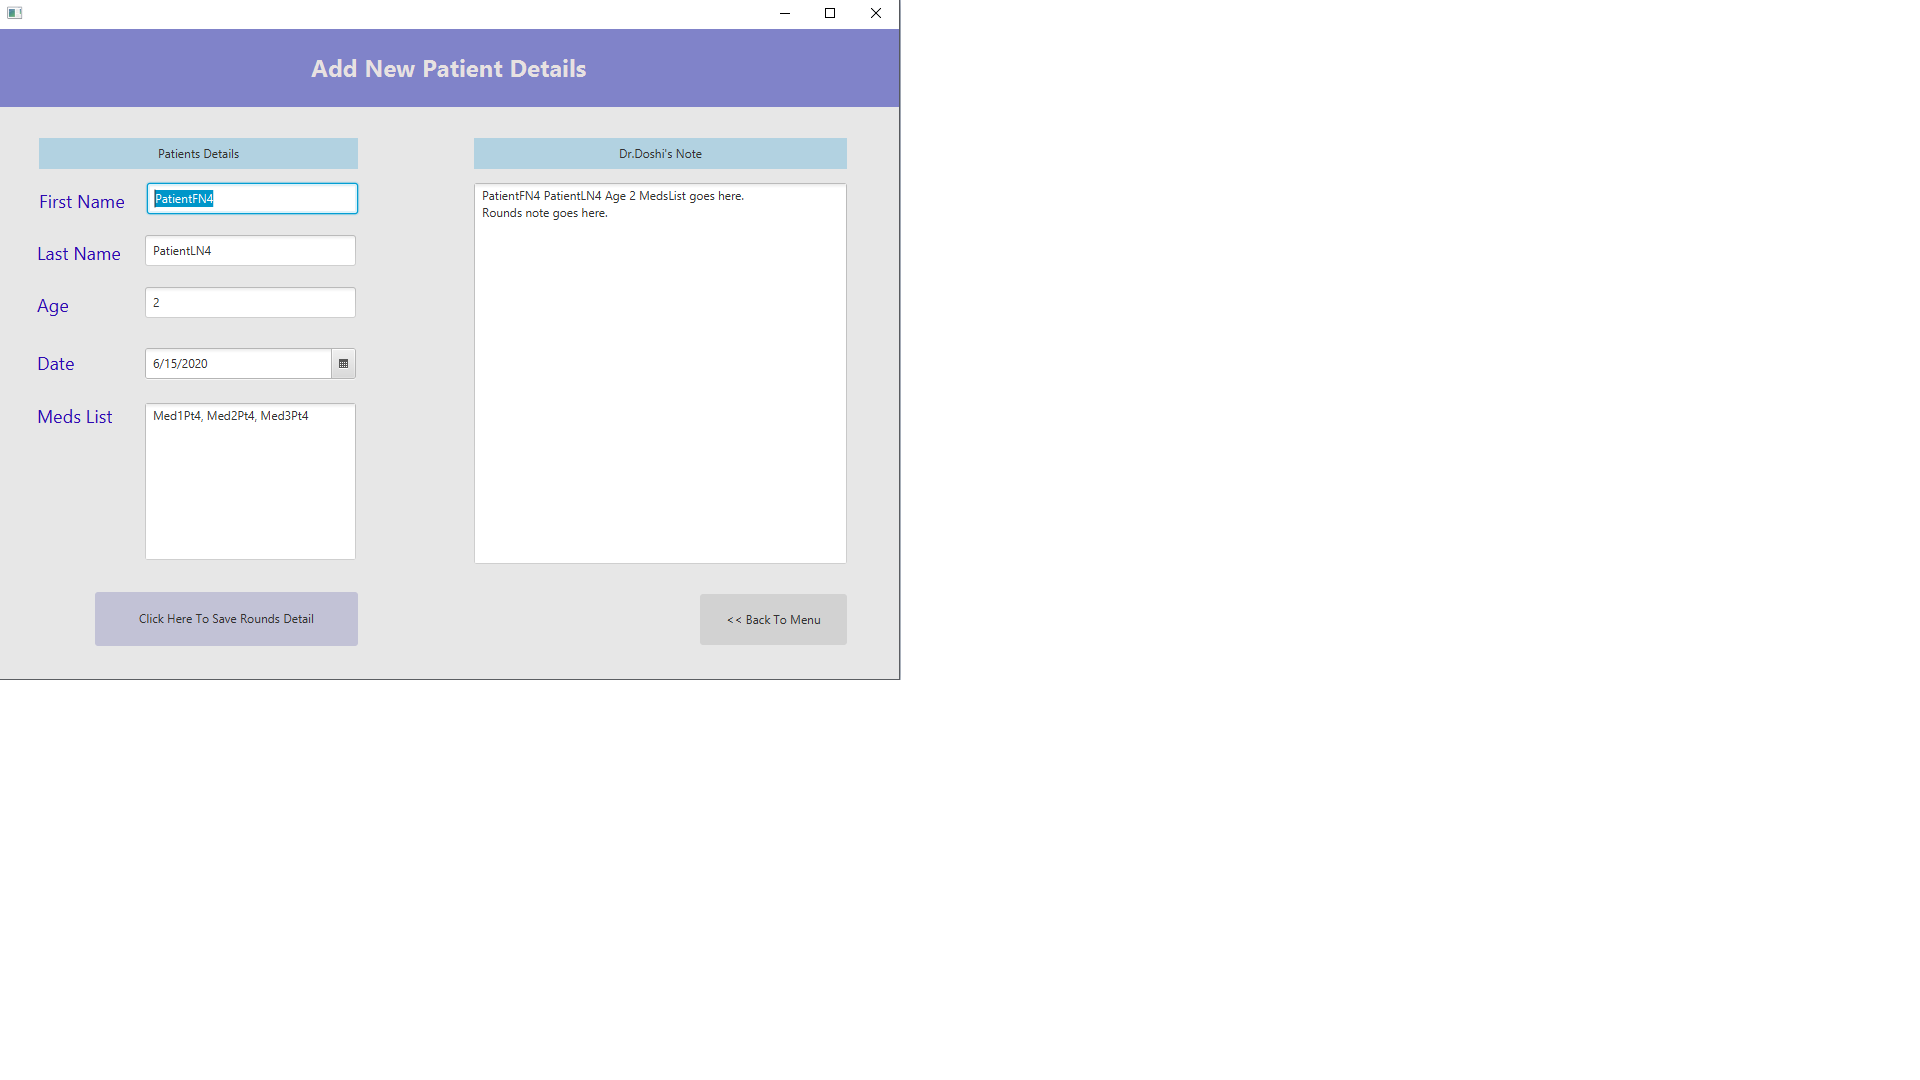 Add New Patient Details
Patients Details
First Name
PatientFN4
Last Name
PatientLN4
Age
2
Date
6/15/2020
Meds List
Med1Pt4, Med2Pt4, Med3Pt4
Click Here To Save Rounds Detail
Dr.Doshi's Note
PatientFN4 PatientLN4 Age 2 MedsList goes here.
Rounds note goes here.
<< Back To Menu